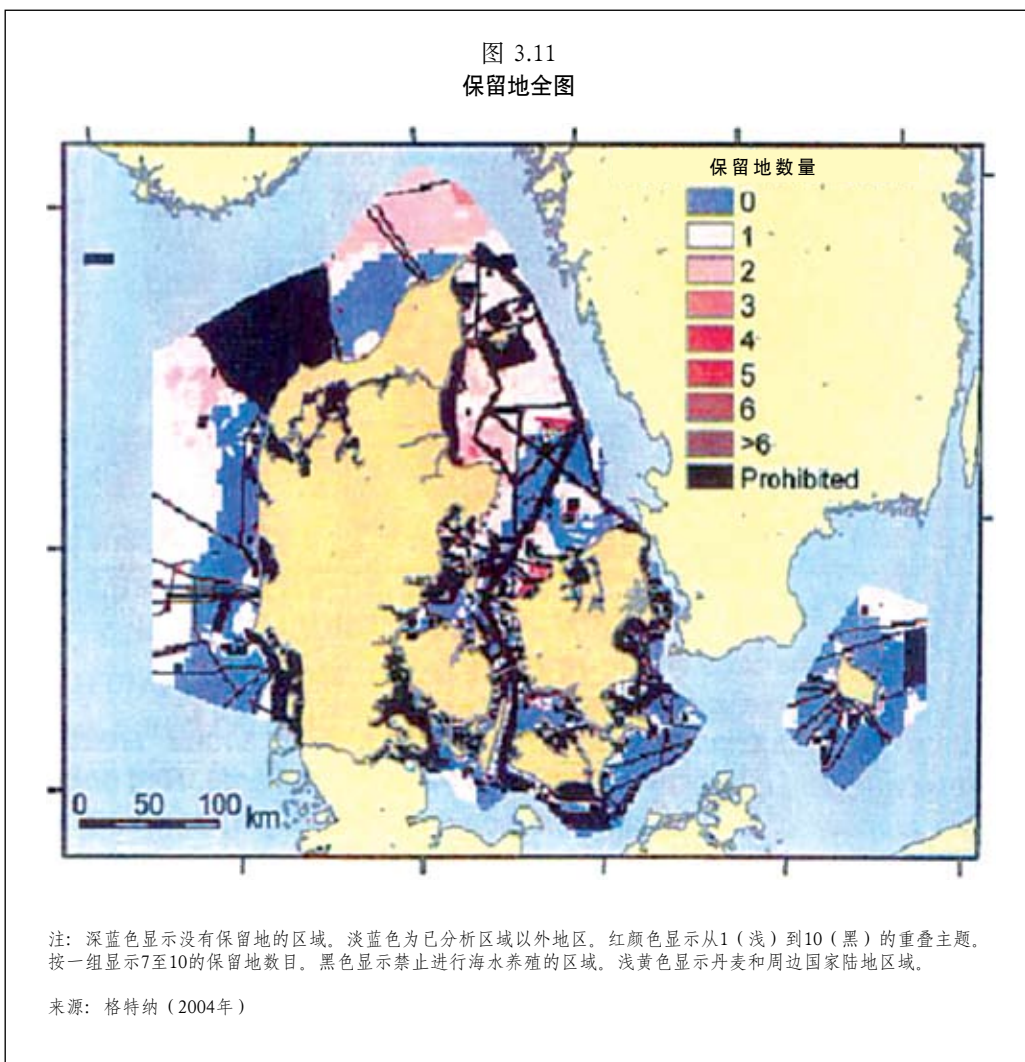 图 3.11
保留地全图
保留地数量
0
1
2
3
4
5
6
>6
Prohibited
0 50 100 km
注：深蓝色显示没有保留地的区域。淡蓝色为已分析区域以外地区。红颜色显示从1（浅）到10（黑）的重叠主题。
按一组显示7至10的保留地数目。黑色显示禁止进行海水养殖的区域。浅黄色显示丹麦和周边国家陆地区域。
来源：格特纳（2004年）